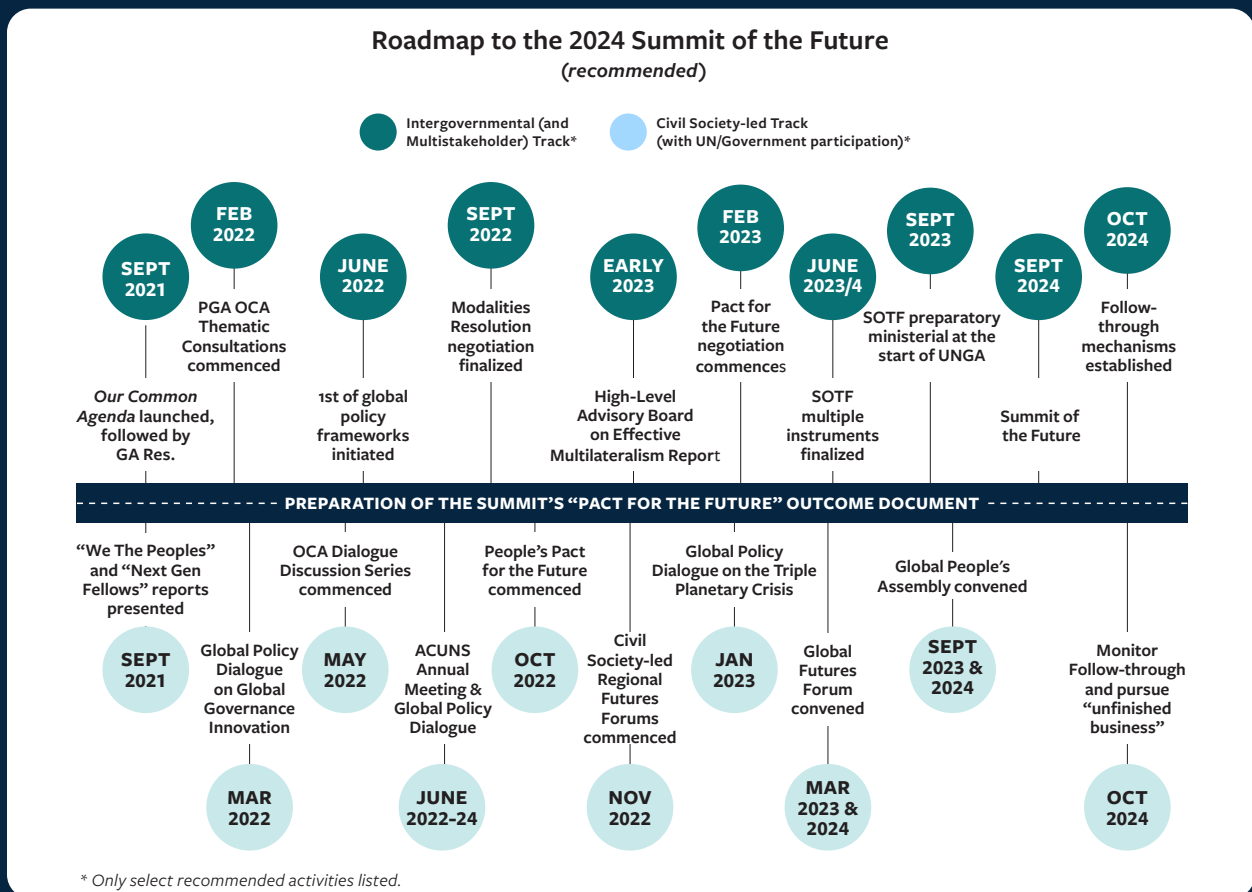 Roadmap to the 2024 Summit of the Future
(recommended)
Intergovernmental (and
Multistakeholder) Track*
Civil Society-led Track
(with UN/Government participation)*
SEPT
2021
Our Common
Agenda launched,
followed by
GA Res.
FEB
2022
PGA OCA
Thematic
Consultations
commenced
JUNE
2022
1st of global
policy
frameworks
initiated
SEPT
2022
Modalities
Resolution
negotiation
finalized
EARLY
2023
High-Level
Advisory Board
on Effective
Multilateralism Report
FEB
2023
Pact for
the Future
negotiation
commences
JUNE
2023/4
SOTF
multiple
instruments
finalized
SEPT
2023
SOTF preparatory
ministerial at the
start of UNGA
SEPT
2024
Summit of
the Future
OCT
2024
Follow-
through
mechanisms
established
PREPARATION OF THE SUMMIT'S “PACT FOR THE FUTURE” OUTCOME DOCUMENT
“We The Peoples”
and “Next Gen
Fellows” reports
presented
SEPT
2021
Global Policy
Dialogue
on Global
Governance
Innovation
MAR
2022
OCA Dialogue
Discussion Series
commenced
MAY
2022
ACUNS
Annual
Meeting &
Global Policy
Dialogue
JUNE
2022–24
People's Pact
for the Future
commenced
OCT
2022
Civil
Society-led
Regional
Futures
Forums
commenced
NOV
2022
Global Policy
Dialogue on the Triple
Planetary Crisis
JAN
2023
Global
Futures
Forum
convened
MAR
2023 &
2024
Global People's
Assembly convened
SEPT
2023 &
2024
Monitor
Follow-through
and pursue
“unfinished
business”
OCT
2024
* Only select recommended activities listed.